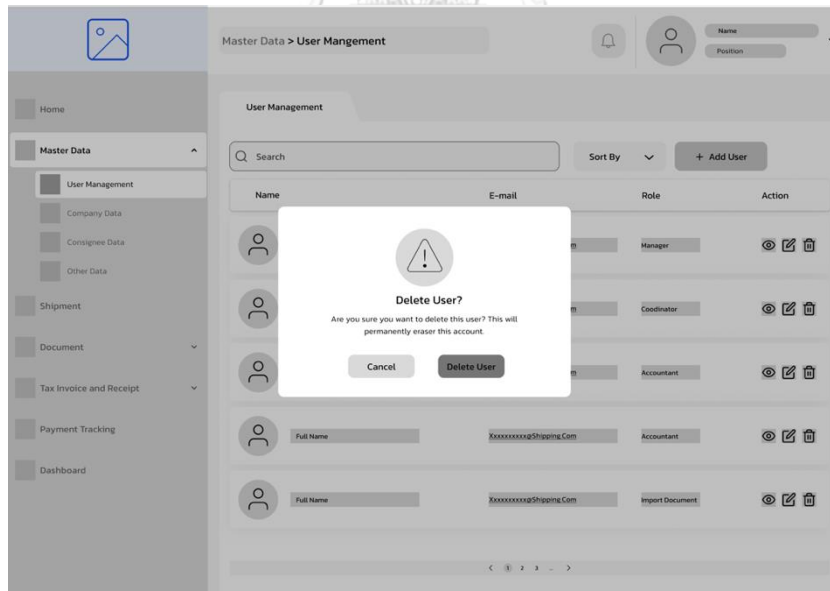 Master Data > User Mangement
Name
Position
Home
Master Data
User Management
Company Data
Consignee Data
Other Data
Shipment
Document
Tax Invoice and Receipt
Payment Tracking
Dashboard
User Management
Search
Sort By
+ Add User
Name E-mail Role Action
m Manager
m Coodinator
m Accountant
Full Name Xxxxxxxxxx@Shipping.Com Accountant
Full Name Xxxxxxxxxx@Shipping.Com Import Document
Delete User?
Are you sure you want to delete this user? This will
permanently eraser this account.
Cancel Delete User
< 1 2 3 .. >